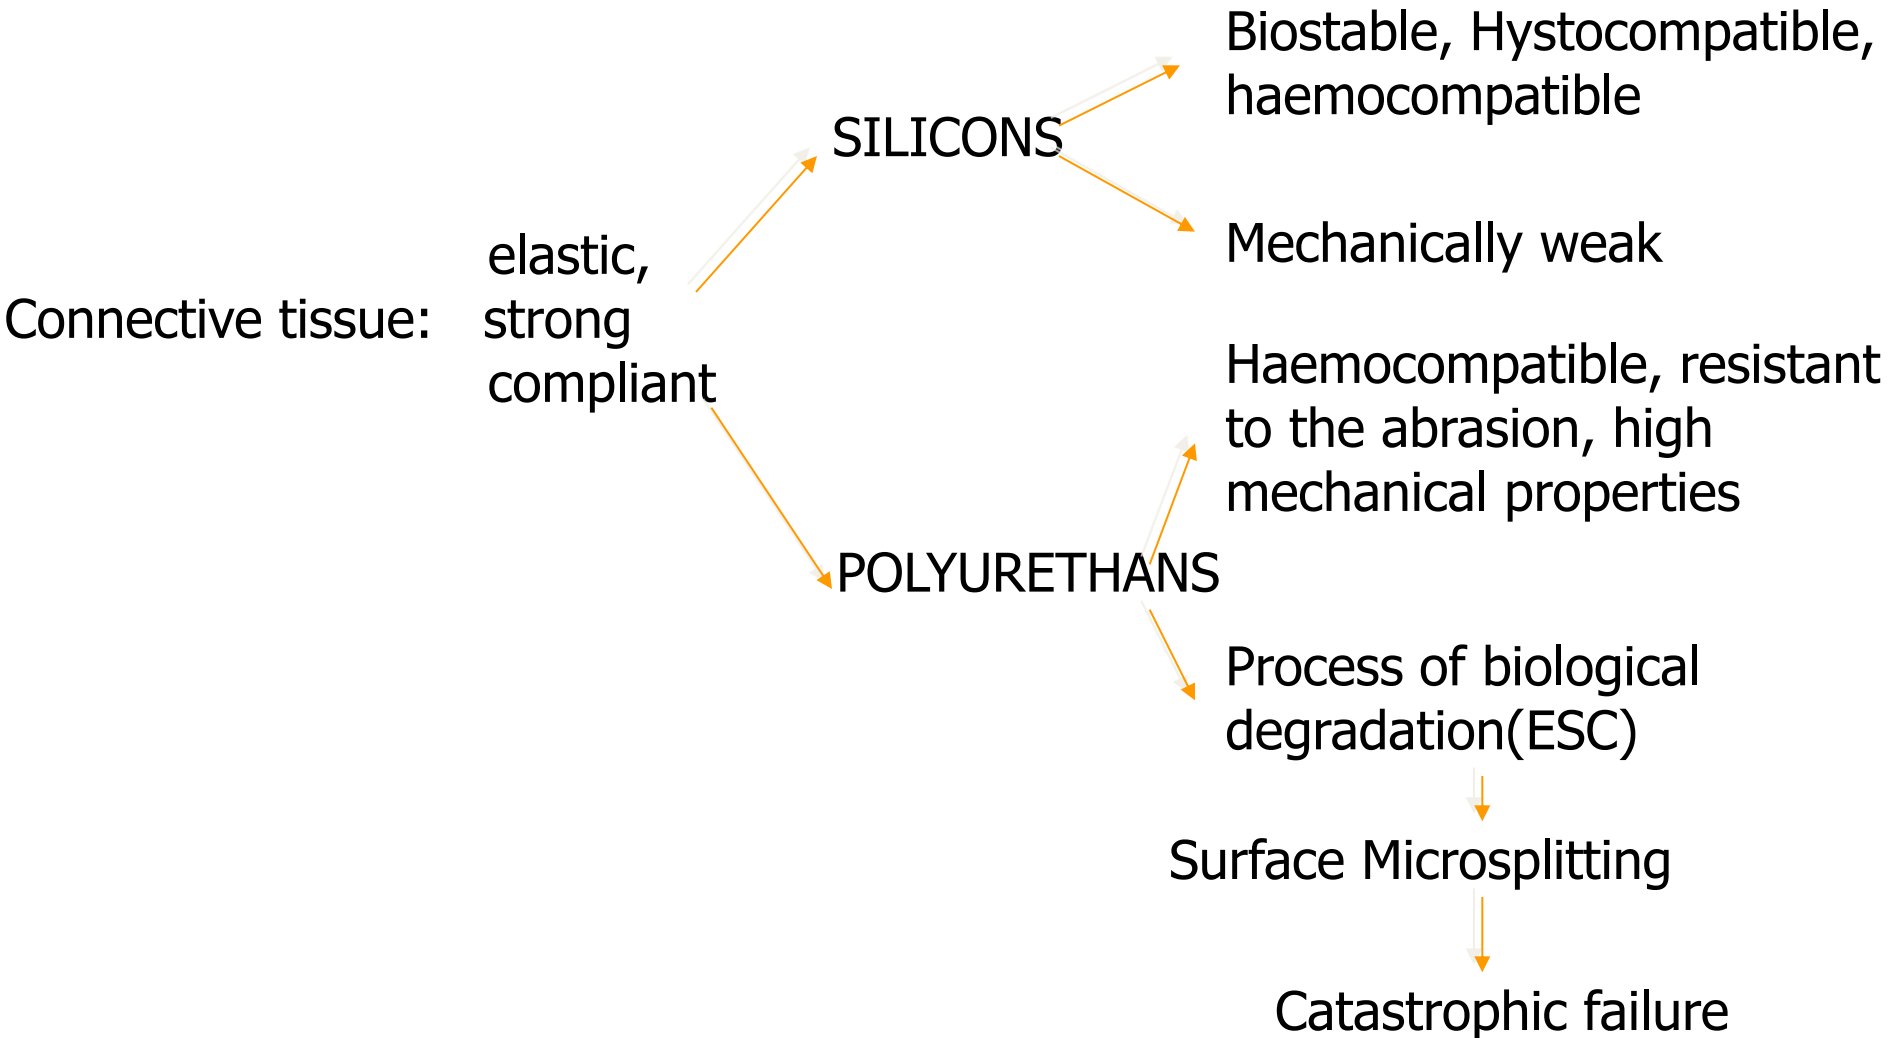 Connective tissue:
elastic,
strong
compliant
SILICONS
Biostable, Hystocompatible,
haemocompatible
Mechanically weak
POLYURETHANS
Haemocompatible, resistant
to the abrasion, high
mechanical properties
Process of biological
degradation(ESC)
Surface Microsplitting
Catastrophic failure